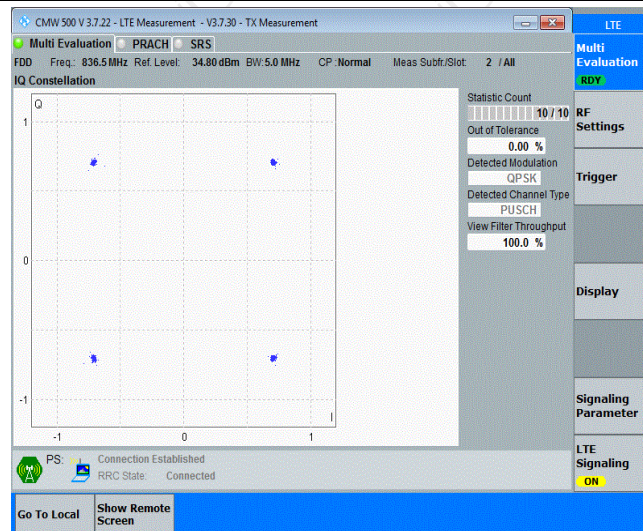 CMW 500 V 3.7.22 - LTE Measurement - V3.7.30 - TX Measurement
LTE
Multi Evaluation PRACH SRS
FDD Freq.: 836.5 MHz Ref. Level: 34.80 dBm BW: 5.0 MHz CP : Normal Meas Subfr./Slot: 2 / All
IQ Constellation
Q
1
0
-1
-1 0 1
I
Statistic Count
10 / 10
Out of Tolerance
0.00 %
Detected Modulation
QPSK
Detected Channel Type
PUSCH
View Filter Throughput
100.0 %
Multi
Evaluation
RDY
RF
Settings
Trigger
Display
Signaling
Parameter
LTE
Signaling
ON
PS: Connection Established
RRC State: Connected
Go To Local
Show Remote
Screen